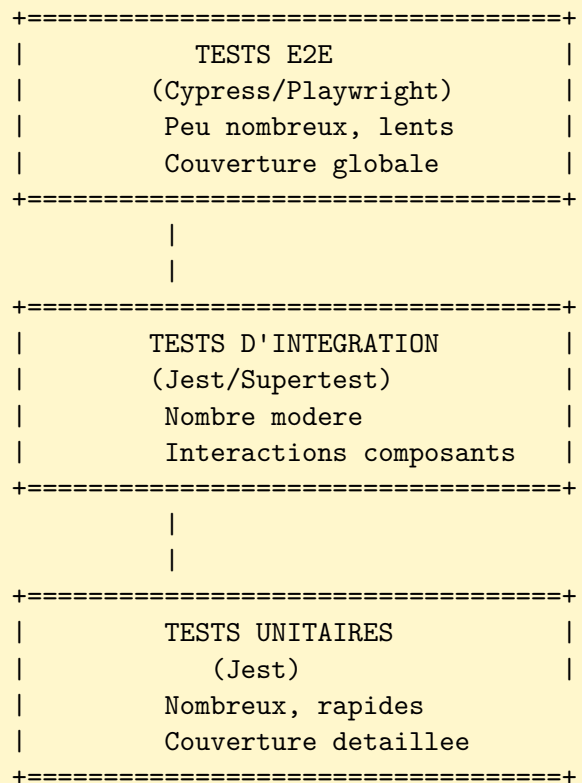 +===================================+
|           TESTS E2E               |
|        (Cypress/Playwright)       |
|         Peu nombreux, lents       |
|         Couverture globale        |
+===================================+
          |
          |
+===================================+
|        TESTS D'INTEGRATION        |
|        (Jest/Supertest)           |
|         Nombre modere             |
|         Interactions composants   |
+===================================+
          |
          |
+===================================+
|         TESTS UNITAIRES           |
|            (Jest)                 |
|         Nombreux, rapides
|         Couverture detaillee
+===================================+